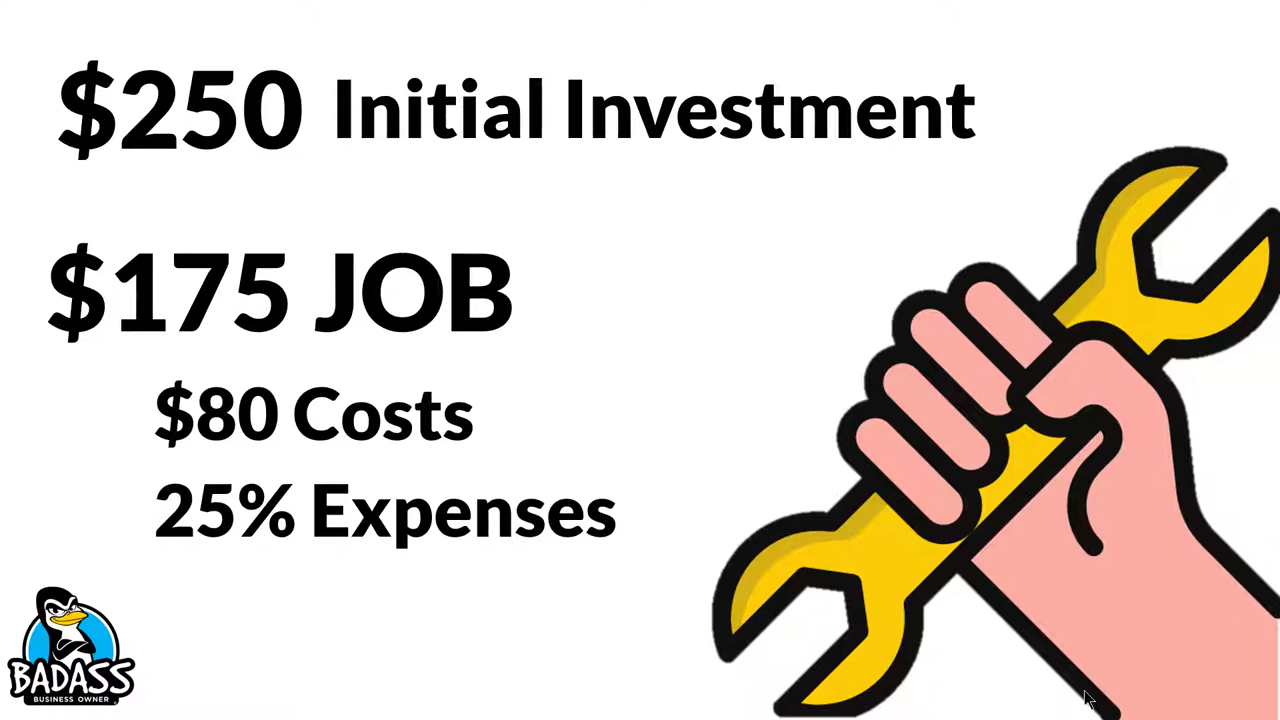 $250 Initial Investment
$175 JOB
$80 Costs
25% Expenses
BADASS
BUSINESS OWNER